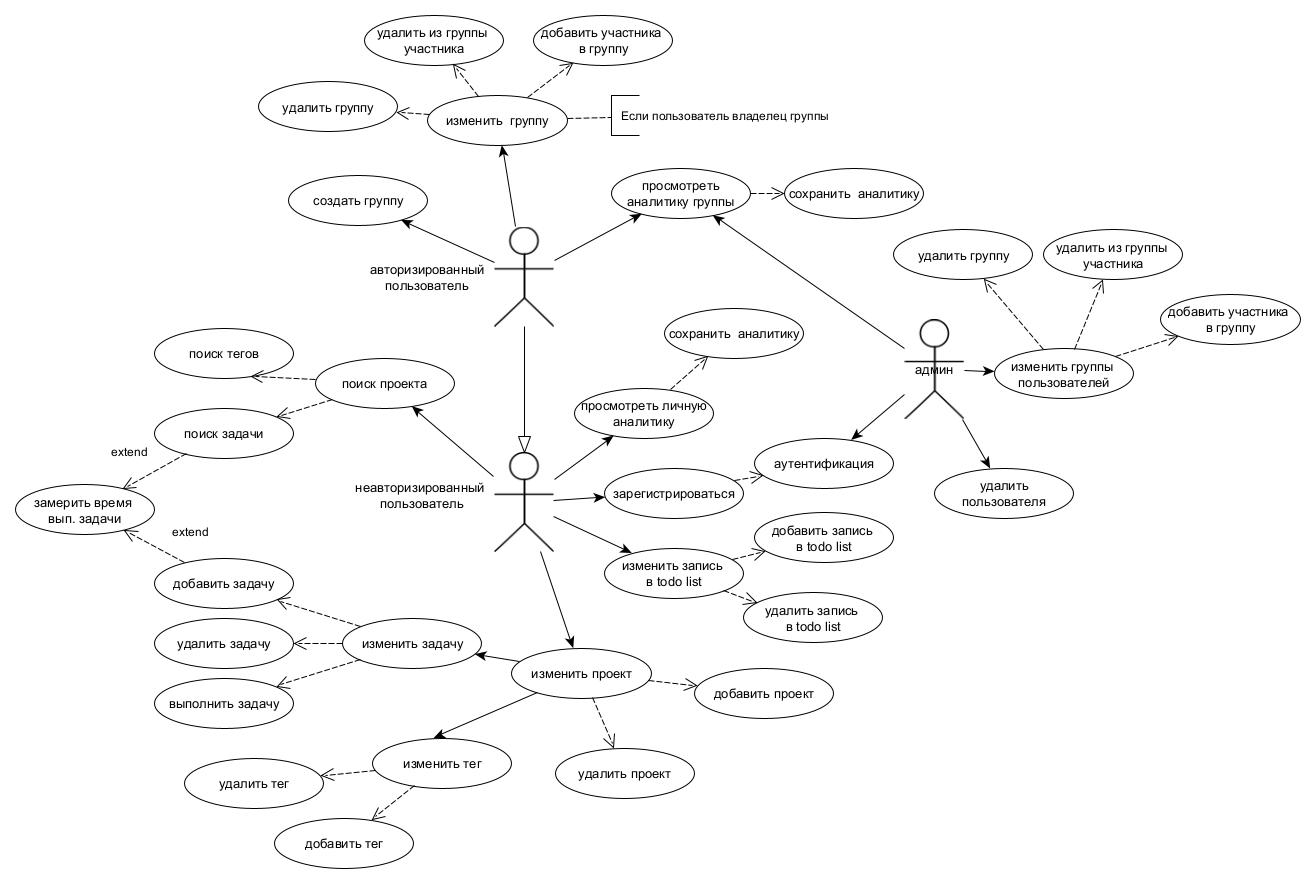 удалить из группы
участника
добавить участника
в группу
удалить группу
изменить  группу
Если пользователь владелец группы
создать группу
просмотреть
аналитику группы
сохранить  аналитику
авторизированный
пользователь
удалить группу
удалить из группы
участника
добавить участника
в группу
админ
изменить группы
пользователей
поиск тегов
поиск проекта
поиск задачи
extend
замерить время
вып. задачи
extend
сохранить  аналитику
просмотреть личную
аналитику
неавторизированный
пользователь
зарегистрироваться
аутентификация
удалить
пользователя
добавить запись
в todo list
изменить запись
в todo list
удалить запись
в todo list
добавить задачу
удалить задачу
изменить задачу
выполнить задачу
изменить проект
добавить проект
удалить проект
изменить тег
удалить тег
добавить тег